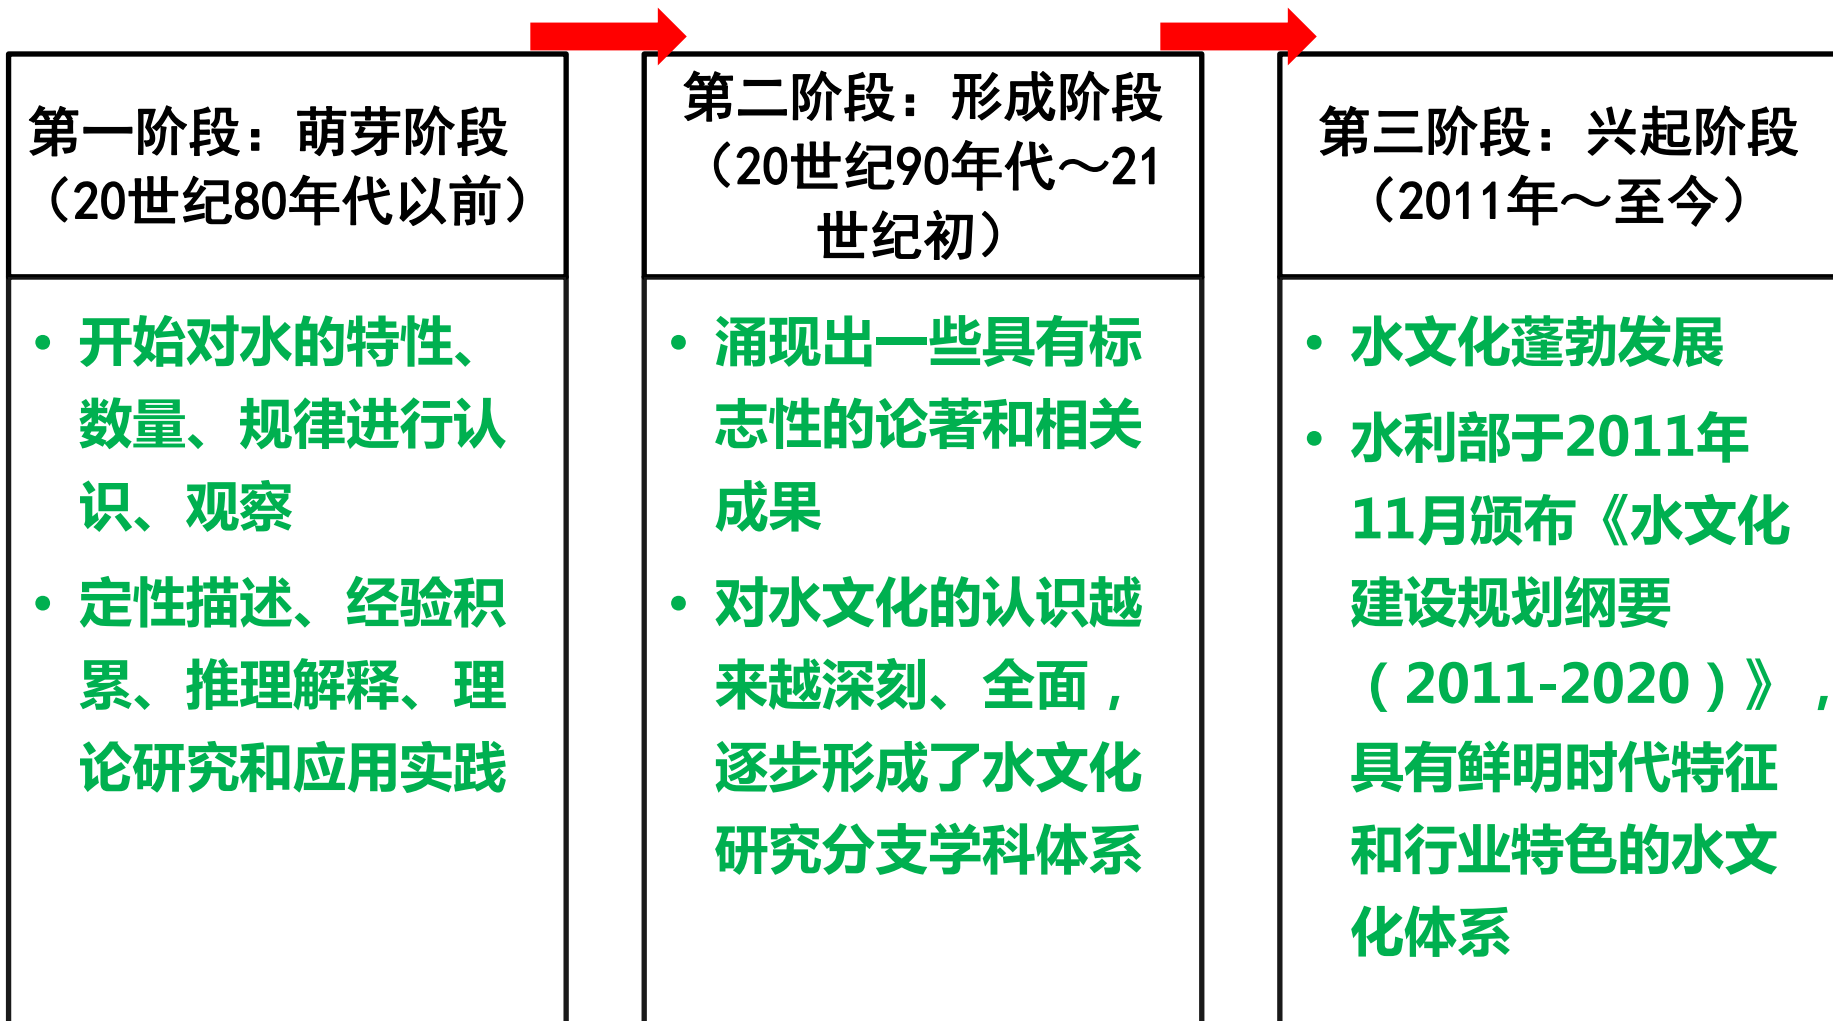 第一阶段：萌芽阶段
（20世纪80年代以前）
• 开始对水的特性、
数量、规律进行认
识、观察
• 定性描述、经验积
累、推理解释、理
论研究和应用实践
第二阶段：形成阶段
（20世纪90年代～21
世纪初）
• 涌现出一些具有标
志性的论著和相关
成果
• 对水文化的认识越
来越深刻、全面，
逐步形成了水文化
研究分支学科体系
第三阶段：兴起阶段
（2011年～至今）
• 水文化蓬勃发展
• 水利部于2011年
11月颁布《水文化
建设规划纲要
（2011-2020）》，
具有鲜明时代特征
和行业特色的水文
化体系